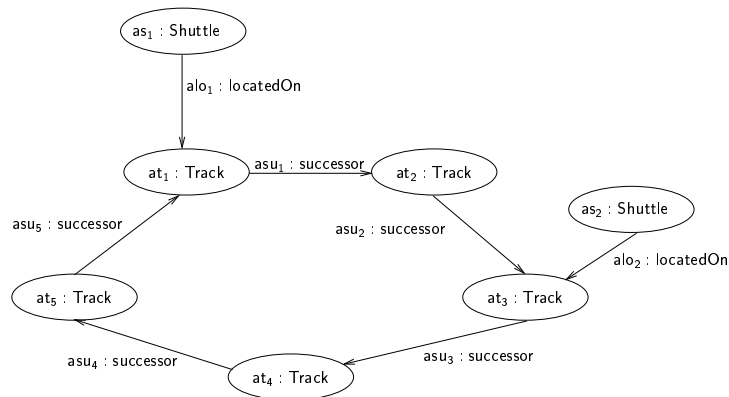 as₁ : Shuttle
alo₁ : locatedOn
asu₁ : successor
at₁ : Track
at₂ : Track
as₂ : Shuttle
asu₅ : successor
asu₂ : successor
alo₂ : locatedOn
at₅ : Track
at₃ : Track
asu₄ : successor
asu₃ : successor
at₄ : Track